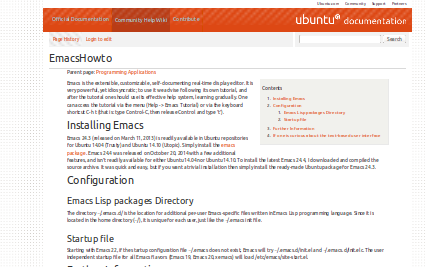 Ubuntu.com Community Support Partners
Official Documentation Community Help Wiki Contribute
ubuntu documentation
Page History Login to edit
Search
EmacsHowto
Parent page: Programming Applications
Emacs is the extensible, customizable, self-documenting real-time display editor. It is
very powerful, yet idiosyncratic; to use it we advise following its own tutorial, and
after the tutorial ones should use its effective help system, learning gradually. One
can access the tutorial via the menu (Help -> Emacs Tutorial) or via the keyboard
shortcut C-h t (that is type Control-C, then release Control and type 't').
Contents
1. Installing Emacs
2. Configuration
1. Emacs Lisp packages Directory
2. Startup file
3. Further Information
4. If one is curious about the text-based user interface
Installing Emacs
Emacs 24.3 (released on March 11, 2013) is readily available in Ubuntu repositories
for Ubuntu 14.04 (Trusty) and Ubuntu 14.10 (Utopic). Simply install the emacs
package. Emacs 24.4 was released on October 20, 2014 with a few additional
features, and isn't readily available for either Ubuntu 14.04 nor Ubuntu 14.10. To install the latest Emacs 24.4, I downloaded and compiled the
source archive. It was quick and easy, but if you want a trivial installation then simply install the ready-made Ubuntu package for Emacs 24.3.
Configuration
Emacs Lisp packages Directory
The directory ~/.emacs.d/ is the location for additional per-user Emacs-specific files written in Emacs Lisp programming language. Since it is
located in the home directory (~/), it is unique for each user, just like the ~/.emacs init file.
Startup file
Starting with Emacs 22, if the startup configuration file ~/.emacs does not exist, Emacs will try ~/.emacs.d/init.el and ~/.emacs.d/init.elc. The user
independent startup file for all Emacs flavors (Emacs 19, Emacs 20, xemacs) will load /etc/emacs/site-start.el.